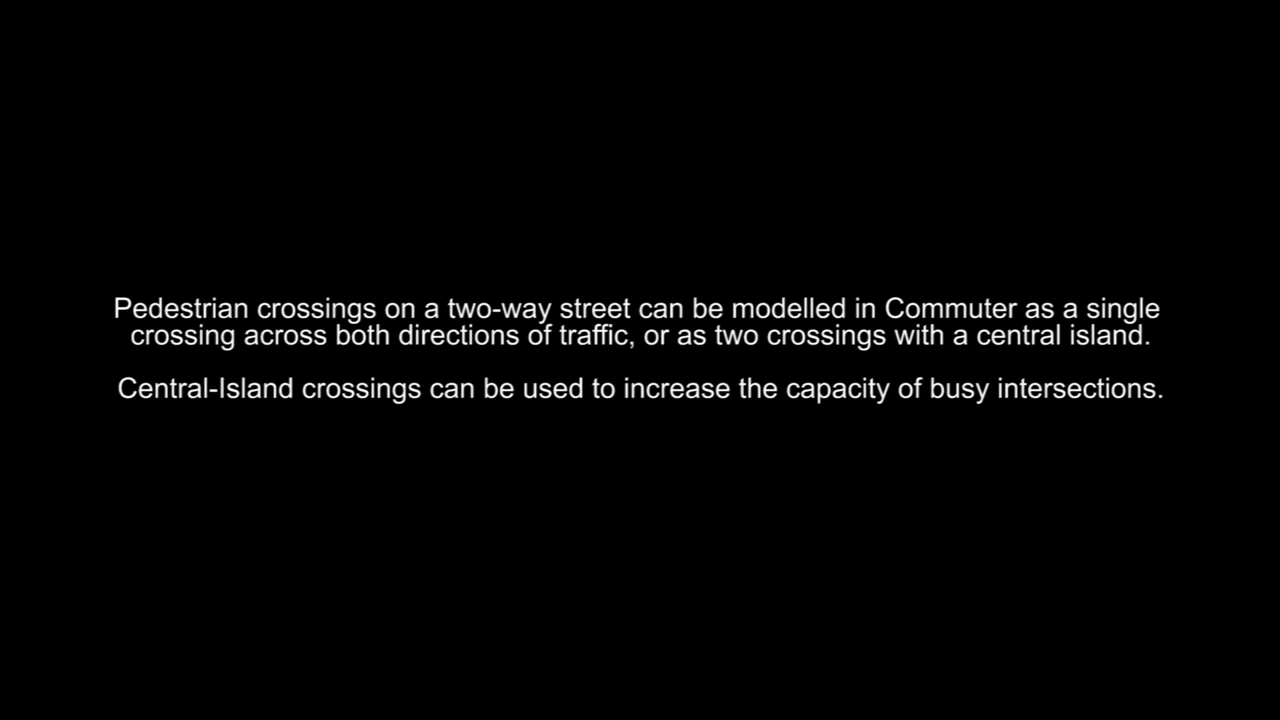 Pedestrian crossings on a two-way street can be modelled in Commuter as a single
crossing across both directions of traffic, or as two crossings with a central island.
Central-Island crossings can be used to increase the capacity of busy intersections.